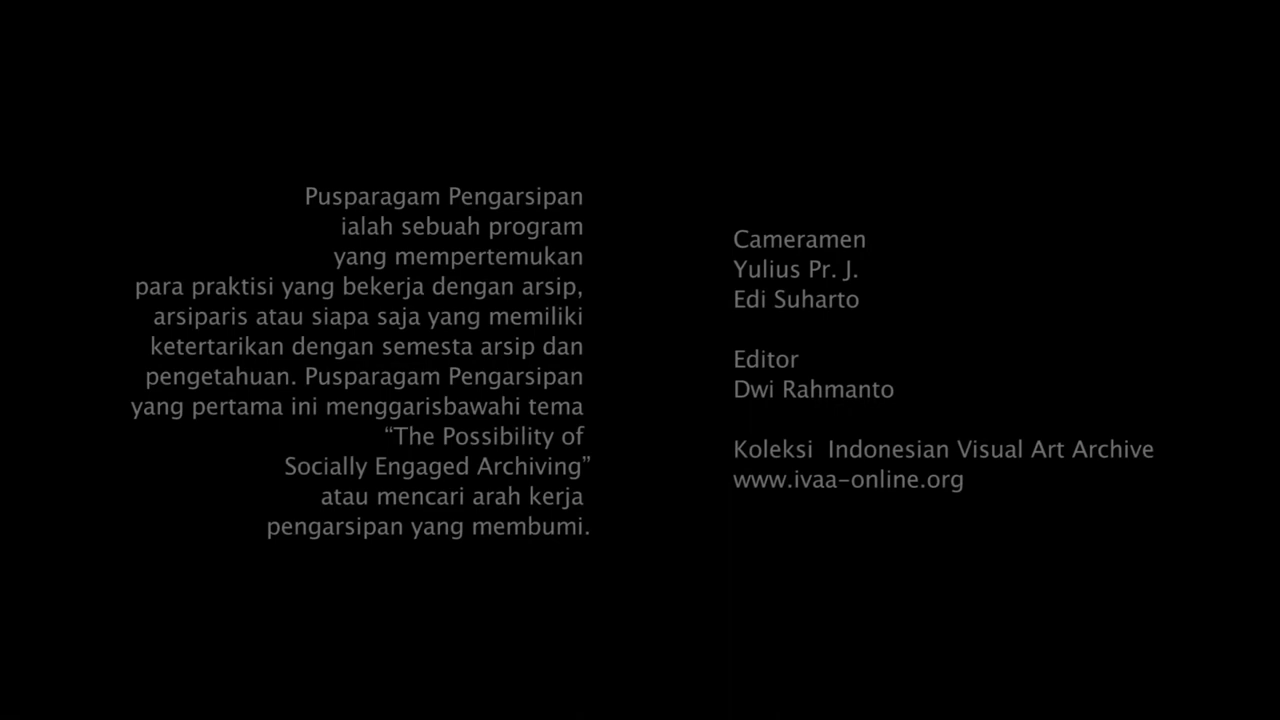 Pusparagam Pengarsipan
ialah sebuah program
yang mempertemukan
para praktisi yang bekerja dengan arsip,
arsiparis atau siapa saja yang memiliki
ketertarikan dengan semesta arsip dan
pengetahuan. Pusparagam Pengarsipan
yang pertama ini menggarisbawahi tema
“The Possibility of
Socially Engaged Archiving”
atau mencari arah kerja
pengarsipan yang membumi.
Cameramen
Yulius Pr. J.
Edi Suharto
Editor
Dwi Rahmanto
Koleksi  Indonesian Visual Art Archive
www.ivaa-online.org